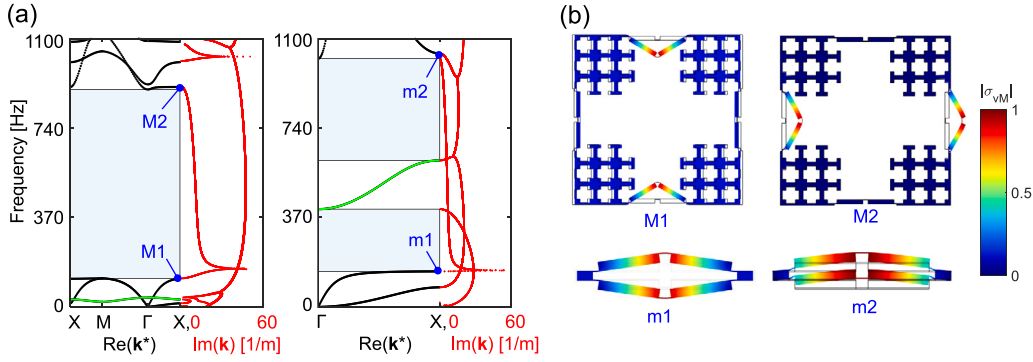 (a)
(b)
Frequency [Hz]
1100
740
370
0
M2
M1
X M Γ X, 0 60
Re(k*) Im(k) [1/m]
1100
740
370
0
m2
m1
Γ X, 0 60
Re(k*) Im(k) [1/m]
M1
M2
m1
m2
|σvM|
1
0.5
0